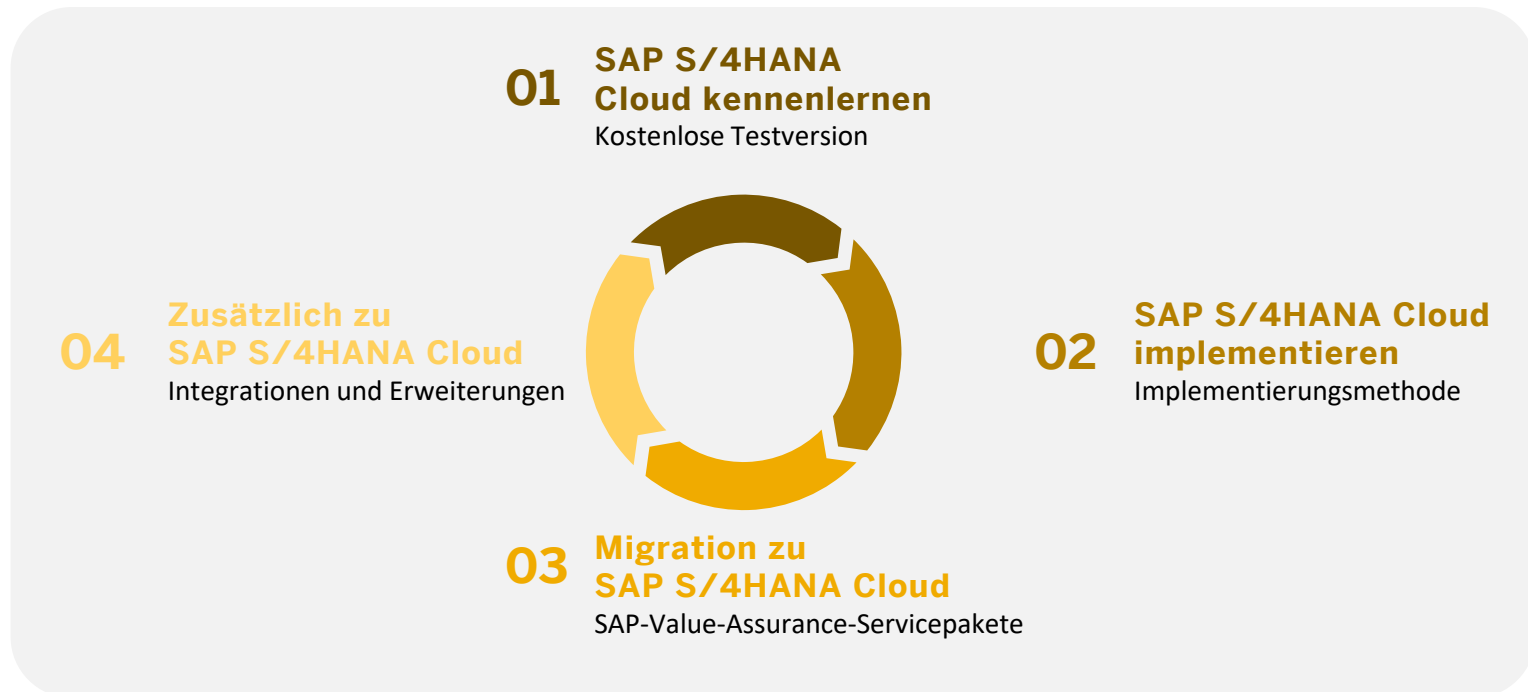 01
SAP S/4HANA
Cloud kennenlernen
Kostenlose Testversion
02
SAP S/4HANA Cloud
implementieren
Implementierungsmethode
03
Migration zu
SAP S/4HANA Cloud
SAP-Value-Assurance-Servicepakete
04
Zusätzlich zu
SAP S/4HANA Cloud
Integrationen und Erweiterungen